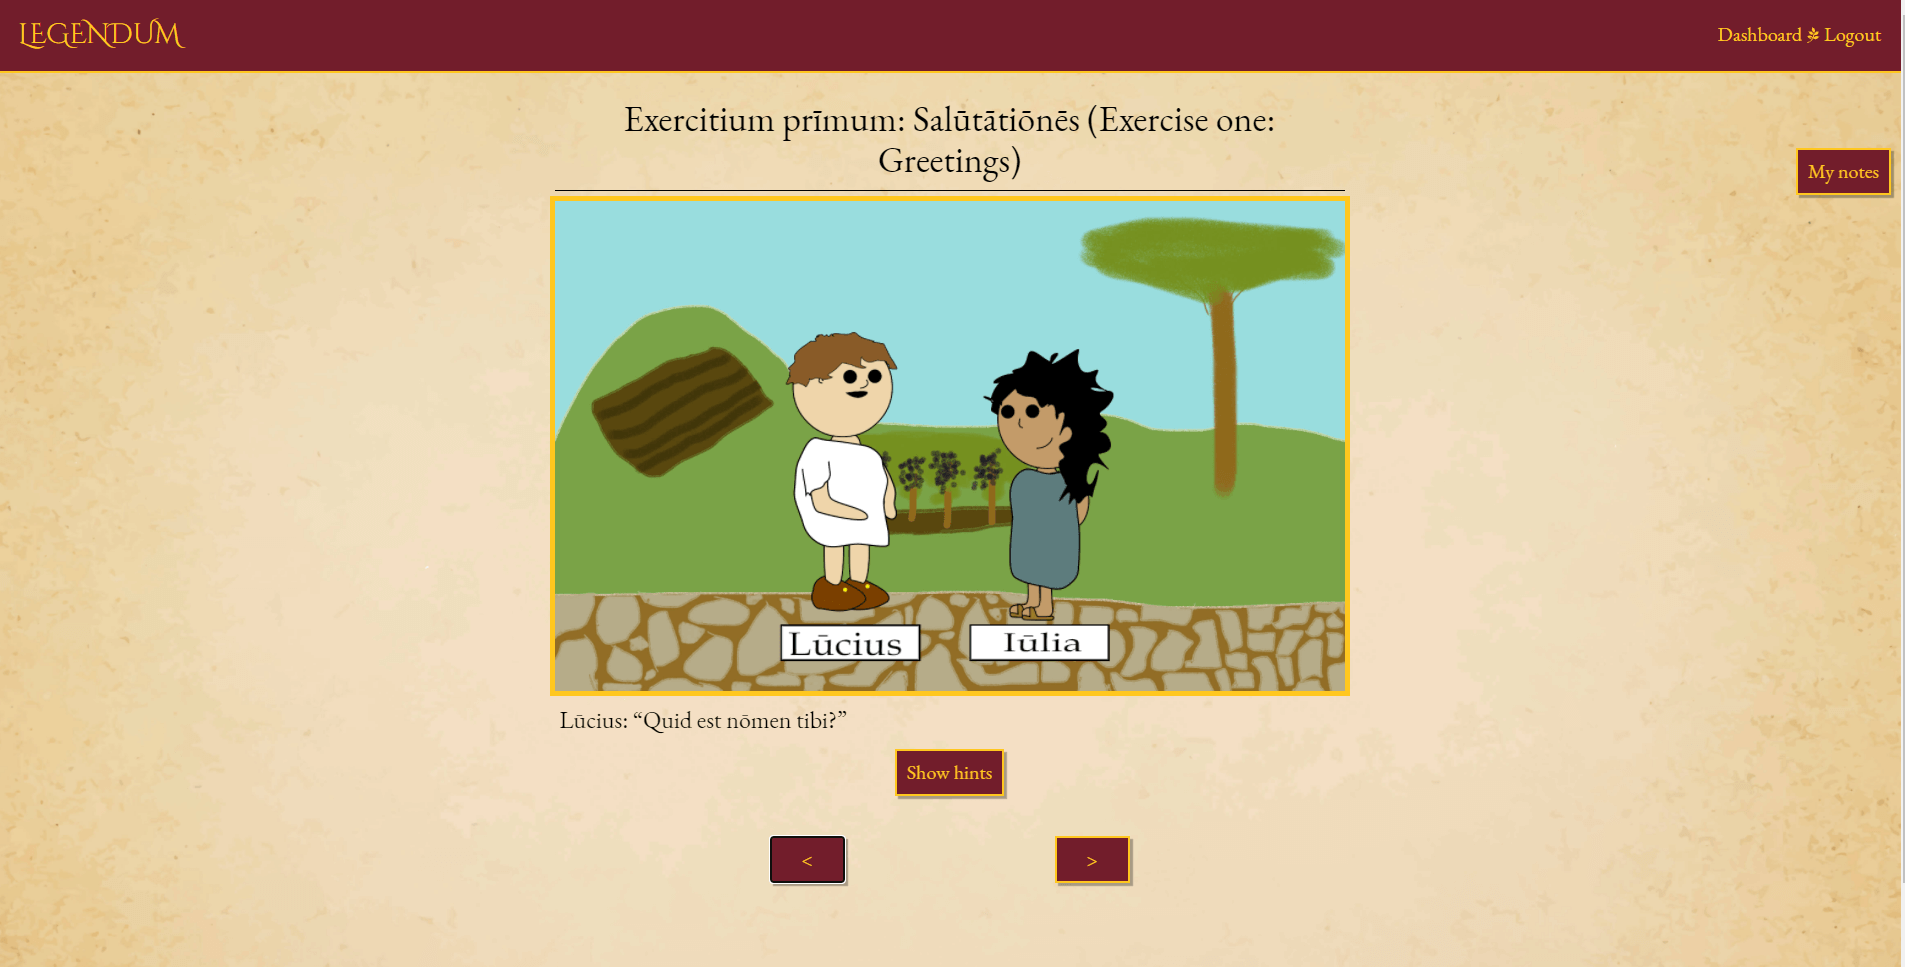 LEGENDUM
Dashboard Logout
Exercitium prīmum: Salūtātiōnēs (Exercise one:
Greetings)
My notes
Lūcius
Iūlia
Lūcius: “Quid est nōmen tibi?”
Show hints
<
>